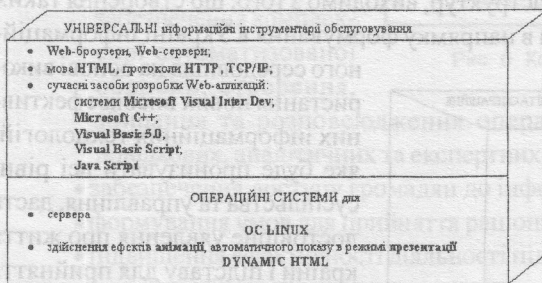 УНІВЕРСАЛЬНІ інформаційні інструментарії обслуговування
• Web-броузери, Web-сервери;
• мова HTML, протоколи HTTP, TCP/IP;
• сучасні засоби розробки Web-аплікацій:
системи Microsoft Visual Inter Dev,
Microsoft C++,
Visual Basic 5.0,
Visual Basic Script,
Java Script
ОПЕРАЦІЙНІ СИСТЕМИ для
• сервера
ОС LINUX
• здійснення ефектів анімації, автоматичного показу в режимі презентації
DYNAMIC HTML